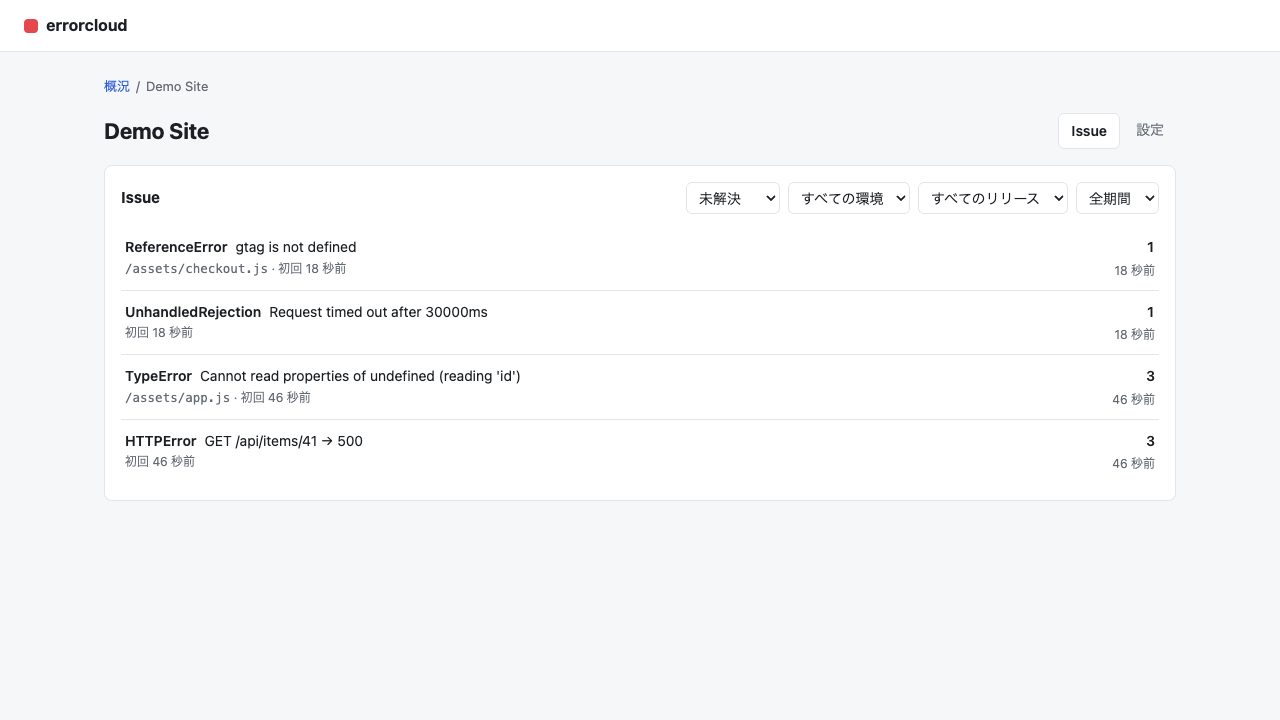 errorcloud
概況 / Demo Site
Demo Site
Issue 設定
Issue 未解決 すべての環境 すべてのリリース 全期間
ReferenceError gtag is not defined 1
/assets/checkout.js · 初回 18 秒前 18 秒前
UnhandledRejection Request timed out after 30000ms 1
初回 18 秒前 18 秒前
TypeError Cannot read properties of undefined (reading 'id') 3
/assets/app.js · 初回 46 秒前 46 秒前
HTTPError GET /api/items/41 → 500 3
初回 46 秒前 46 秒前